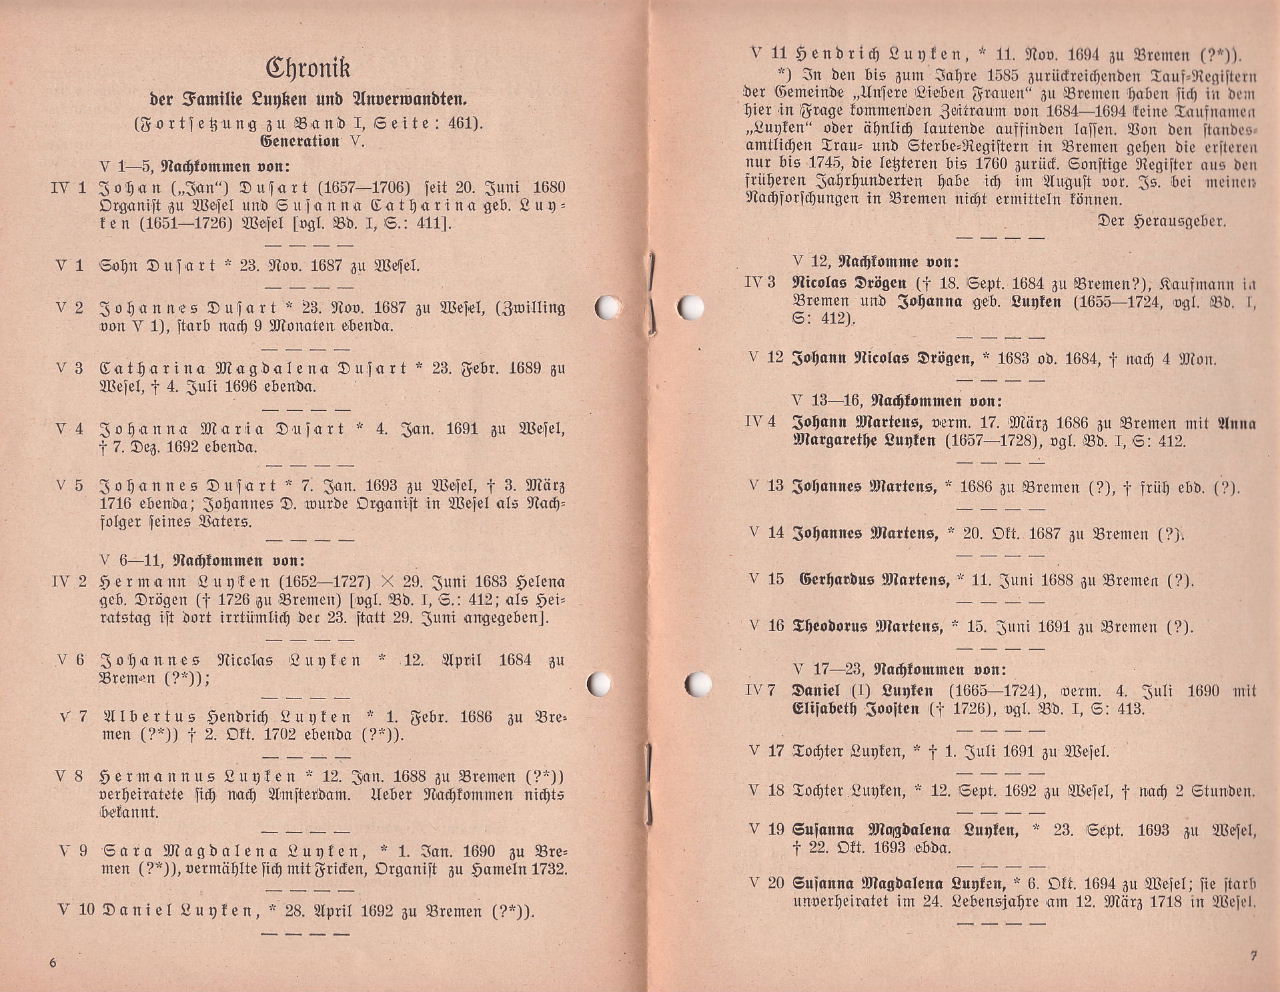 Chronik
der Familie Luyken und Anverwandten.
(Fortsetzung zu Band I, Seite: 461).
Generation V.
V 1—5, Nachkommen von:
IV 1 Johan („Jan“) Dusart (1657—1706) seit 20. Juni 1680
Organist zu Wesel und Susanna Catharina geb. Luy-
ken (1651—1726) Wesel [vgl. Bd. I, S.: 411].
V 1 Sohn Dusart * 23. Nov. 1687 zu Wesel.
V 2 Johannes Dusart * 23. Nov. 1687 zu Wesel, (Zwilling
von V 1), starb nach 9 Monaten ebenda.
V 3 Catharina Magdalena Dusart * 23. Febr. 1689 zu
Wesel, † 4. Juli 1696 ebenda.
V 4 Johanna Maria Dusart * 4. Jan. 1691 zu Wesel,
† 7. Dez. 1692 ebenda.
V 5 Johannes Dusart * 7. Jan. 1693 zu Wesel, † 3. März
1716 ebenda; Johannes D. wurde Organist in Wesel als Nach-
folger seines Vaters.
V 6—11, Nachkommen von:
IV 2 Hermann Luyken (1652—1727) × 29. Juni 1683 Helena
geb. Drögen († 1726 zu Bremen) [vgl. Bd. I, S.: 412; als Hei-
ratstag ist dort irrtümlich der 23. statt 29. Juni angegeben].
V 6 Johannes Nicolas Luyken * 12. April 1684 zu
Bremen (?*));
V 7 Albertus Hendrich Luyken * 1. Febr. 1686 zu Bre-
men (?*)) † 2. Okt. 1702 ebenda (?*)).
V 8 Hermannus Luyken * 12. Jan. 1688 zu Bremen (?*))
verheiratete sich nach Amsterdam. Ueber Nachkommen nichts
bekannt.
V 9 Sara Magdalena Luyken, * 1. Jan. 1690 zu Bre-
men (?*)), vermählte sich mit Fricken, Organist zu Hameln 1732.
V 10 Daniel Luyken, * 28. April 1692 zu Bremen (?*)).
6
V 11 Hendrich Luyken, * 11. Nov. 1694 zu Bremen (?*)).
*) In den bis zum Jahre 1585 zurückreichenden Tauf-Registern
der Gemeinde „Unsere Lieben Frauen“ zu Bremen haben sich in dem
hier in Frage kommenden Zeitraum von 1684—1694 keine Taufnamen
„Luyken“ oder ähnlich lautende auffinden lassen. Von den standes-
amtlichen Trau- und Sterbe-Registern in Bremen gehen die ersteren
nur bis 1745, die letzteren bis 1760 zurück. Sonstige Register aus den
früheren Jahrhunderten habe ich im August vor. Js. bei meinen
Nachforschungen in Bremen nicht ermitteln können.
Der Herausgeber.
V 12, Nachkomme von:
IV 3 Nicolas Drögen († 18. Sept. 1684 zu Bremen?), Kaufmann in
Bremen und Johanna geb. Luyken (1655—1724, vgl. Bd. I,
S: 412).
V 12 Johann Nicolas Drögen, * 1683 od. 1684, † nach 4 Mon.
V 13—16, Nachkommen von:
IV 4 Johann Martens, verm. 17. März 1686 zu Bremen mit Anna
Margarethe Luyken (1657—1728), vgl. Bd. I, S: 412.
V 13 Johannes Martens, * 1686 zu Bremen (?), † früh ebd. (?).
V 14 Johannes Martens, * 20. Okt. 1687 zu Bremen (?).
V 15 Gerhardus Martens, * 11. Juni 1688 zu Bremen (?).
V 16 Theodorus Martens, * 15. Juni 1691 zu Bremen (?).
V 17—23, Nachkommen von:
IV 7 Daniel (I) Luyken (1665—1724), verm. 4. Juli 1690 mit
Elisabeth Joosten († 1726), vgl. Bd. I, S: 413.
V 17 Tochter Luyken, * † 1. Juli 1691 zu Wesel.
V 18 Tochter Luyken, * 12. Sept. 1692 zu Wesel, † nach 2 Stunden.
V 19 Susanna Magdalena Luyken, * 23. Sept. 1693 zu Wesel,
† 22. Okt. 1693 ebda.
V 20 Susanna Magdalena Luyken, * 6. Okt. 1694 zu Wesel; sie starb
unverheiratet im 24. Lebensjahre am 12. März 1718 in Wesel.
7